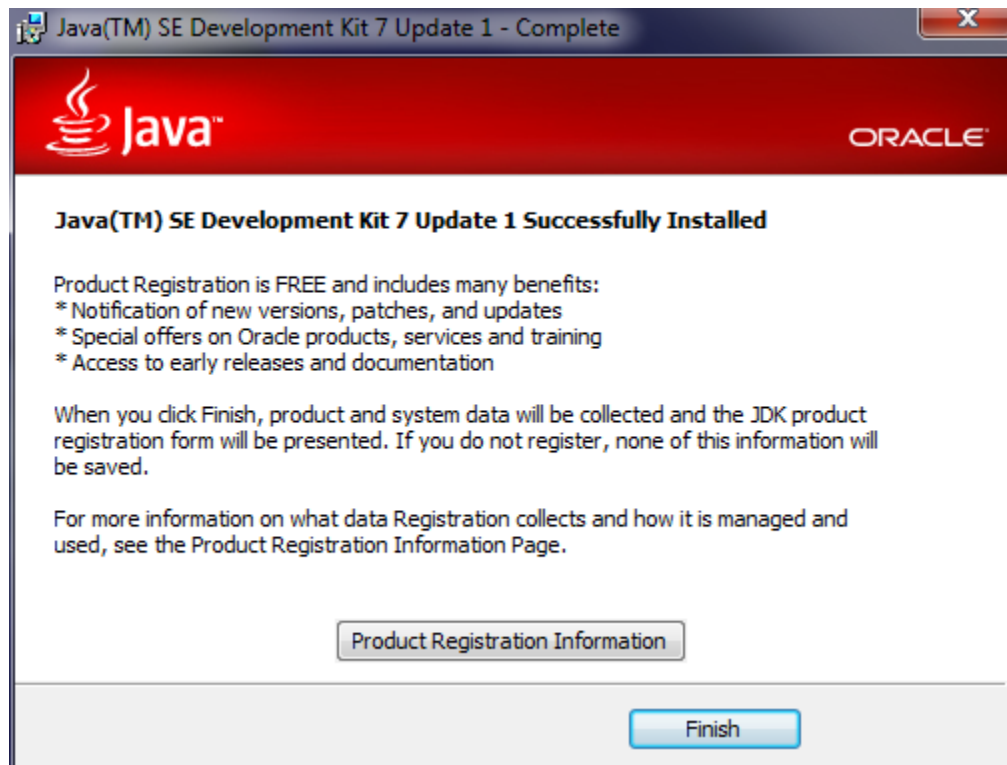 Java(TM) SE Development Kit 7 Update 1 - Complete
Java™
ORACLE
Java(TM) SE Development Kit 7 Update 1 Successfully Installed
Product Registration is FREE and includes many benefits:
* Notification of new versions, patches, and updates
* Special offers on Oracle products, services and training
* Access to early releases and documentation
When you click Finish, product and system data will be collected and the JDK product
registration form will be presented. If you do not register, none of this information will
be saved.
For more information on what data Registration collects and how it is managed and
used, see the Product Registration Information Page.
Product Registration Information
Finish